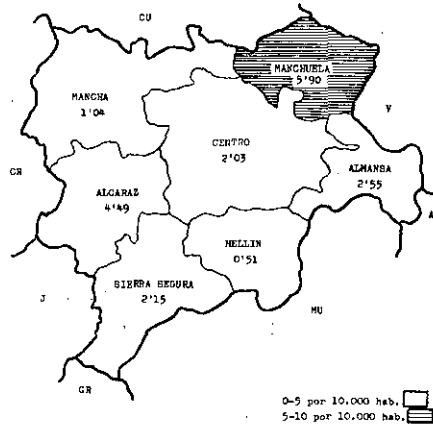 CU
MANCHUELA
5'90
MANCHA
1'04
V
CENTRO
2'03
CR
ALMANSA
2'55
ALCARAZ
4'49
A
HELLIN
0'51
SIERRA SEGURA
2'15
J
MU
GR
0-5 por 10.000 hab.
5-10 por 10.000 hab.